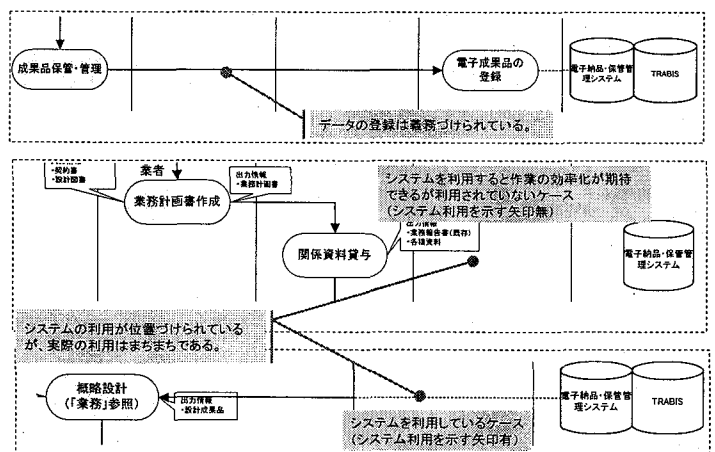 成果品保管・管理
電子成果品の
登録
電子納品・保管管
理システム
TRABIS
データの登録は義務づけられている。
・契約書
・設計図書
業者
出力情報
・業務計画書
業務計画書作成
システムを利用すると作業の効率化が期待
できるが利用されていないケース
(システム利用を示す矢印無)
関係資料貸与
出力情報
・業務報告書(既存)
・各種資料
電子納品・保管管
理システム
システムの利用が位置づけられている
が、実際の利用はまちまちである。
概略設計
(「業務」参照)
出力情報
・設計成果品
システムを利用しているケース
(システム利用を示す矢印有)
電子納品・保管管
理システム
TRABIS